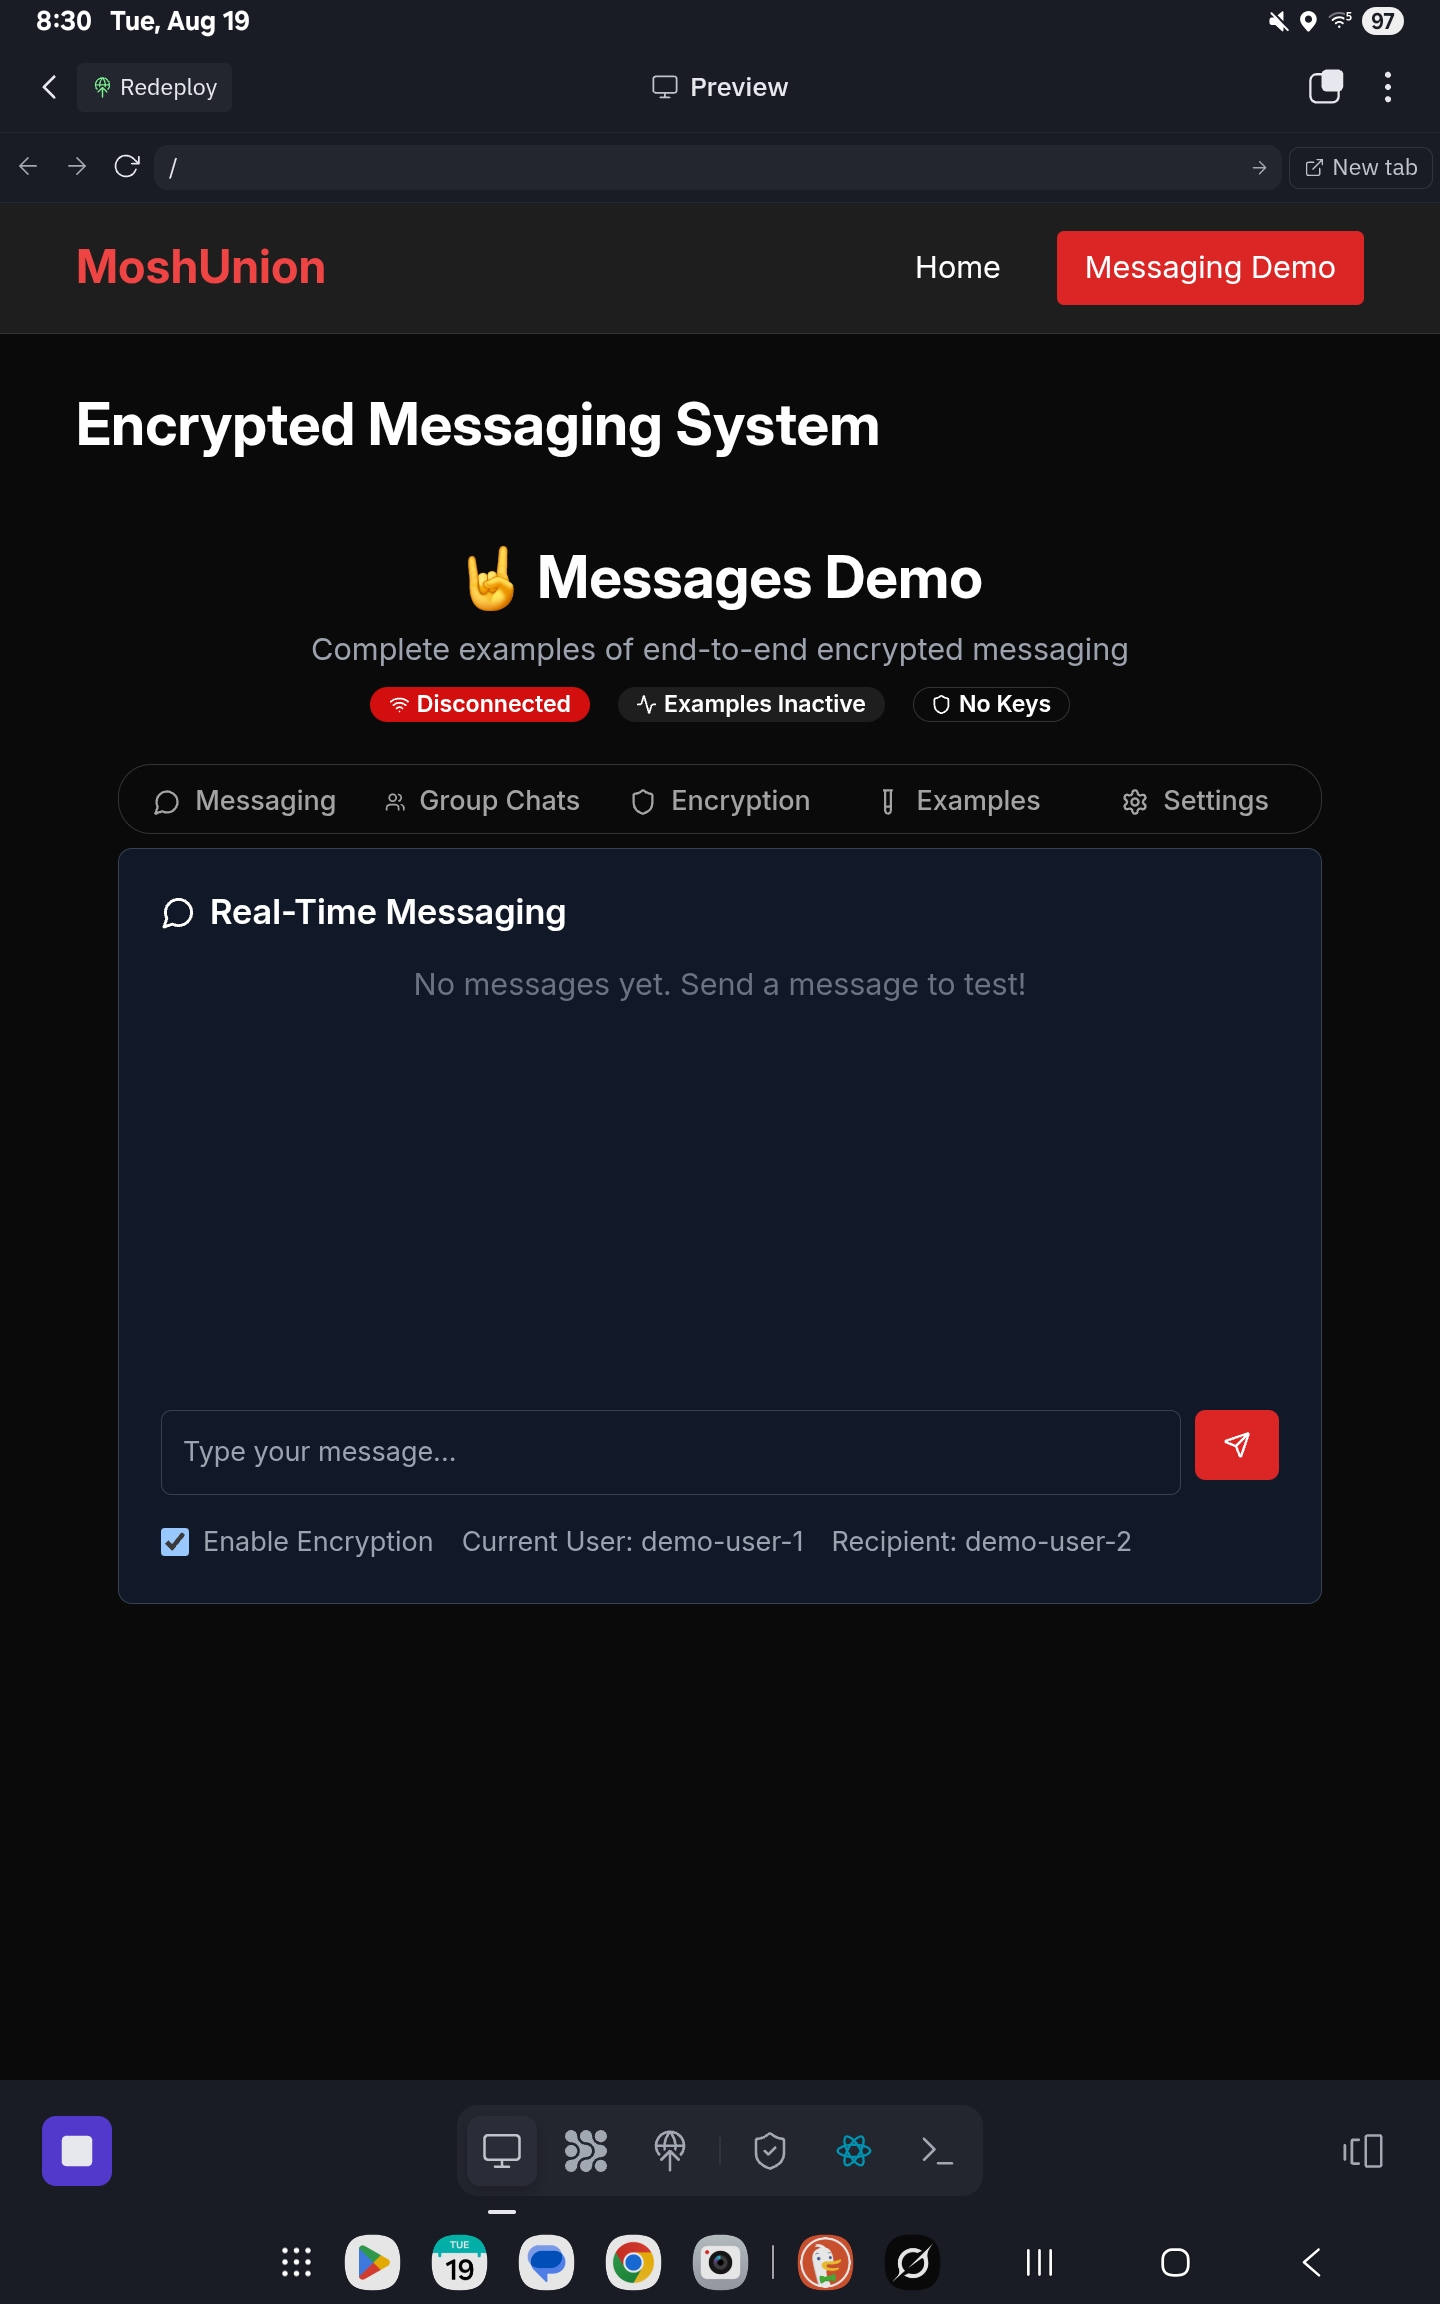 8:30 Tue, Aug 19
5 97
Redeploy
Preview
/
New tab
MoshUnion
Home
Messaging Demo
Encrypted Messaging System
🤘 Messages Demo
Complete examples of end-to-end encrypted messaging
Disconnected
Examples Inactive
No Keys
Messaging
Group Chats
Encryption
Examples
Settings
Real-Time Messaging
No messages yet. Send a message to test!
Type your message...
Enable Encryption
Current User: demo-user-1
Recipient: demo-user-2
TUE
19